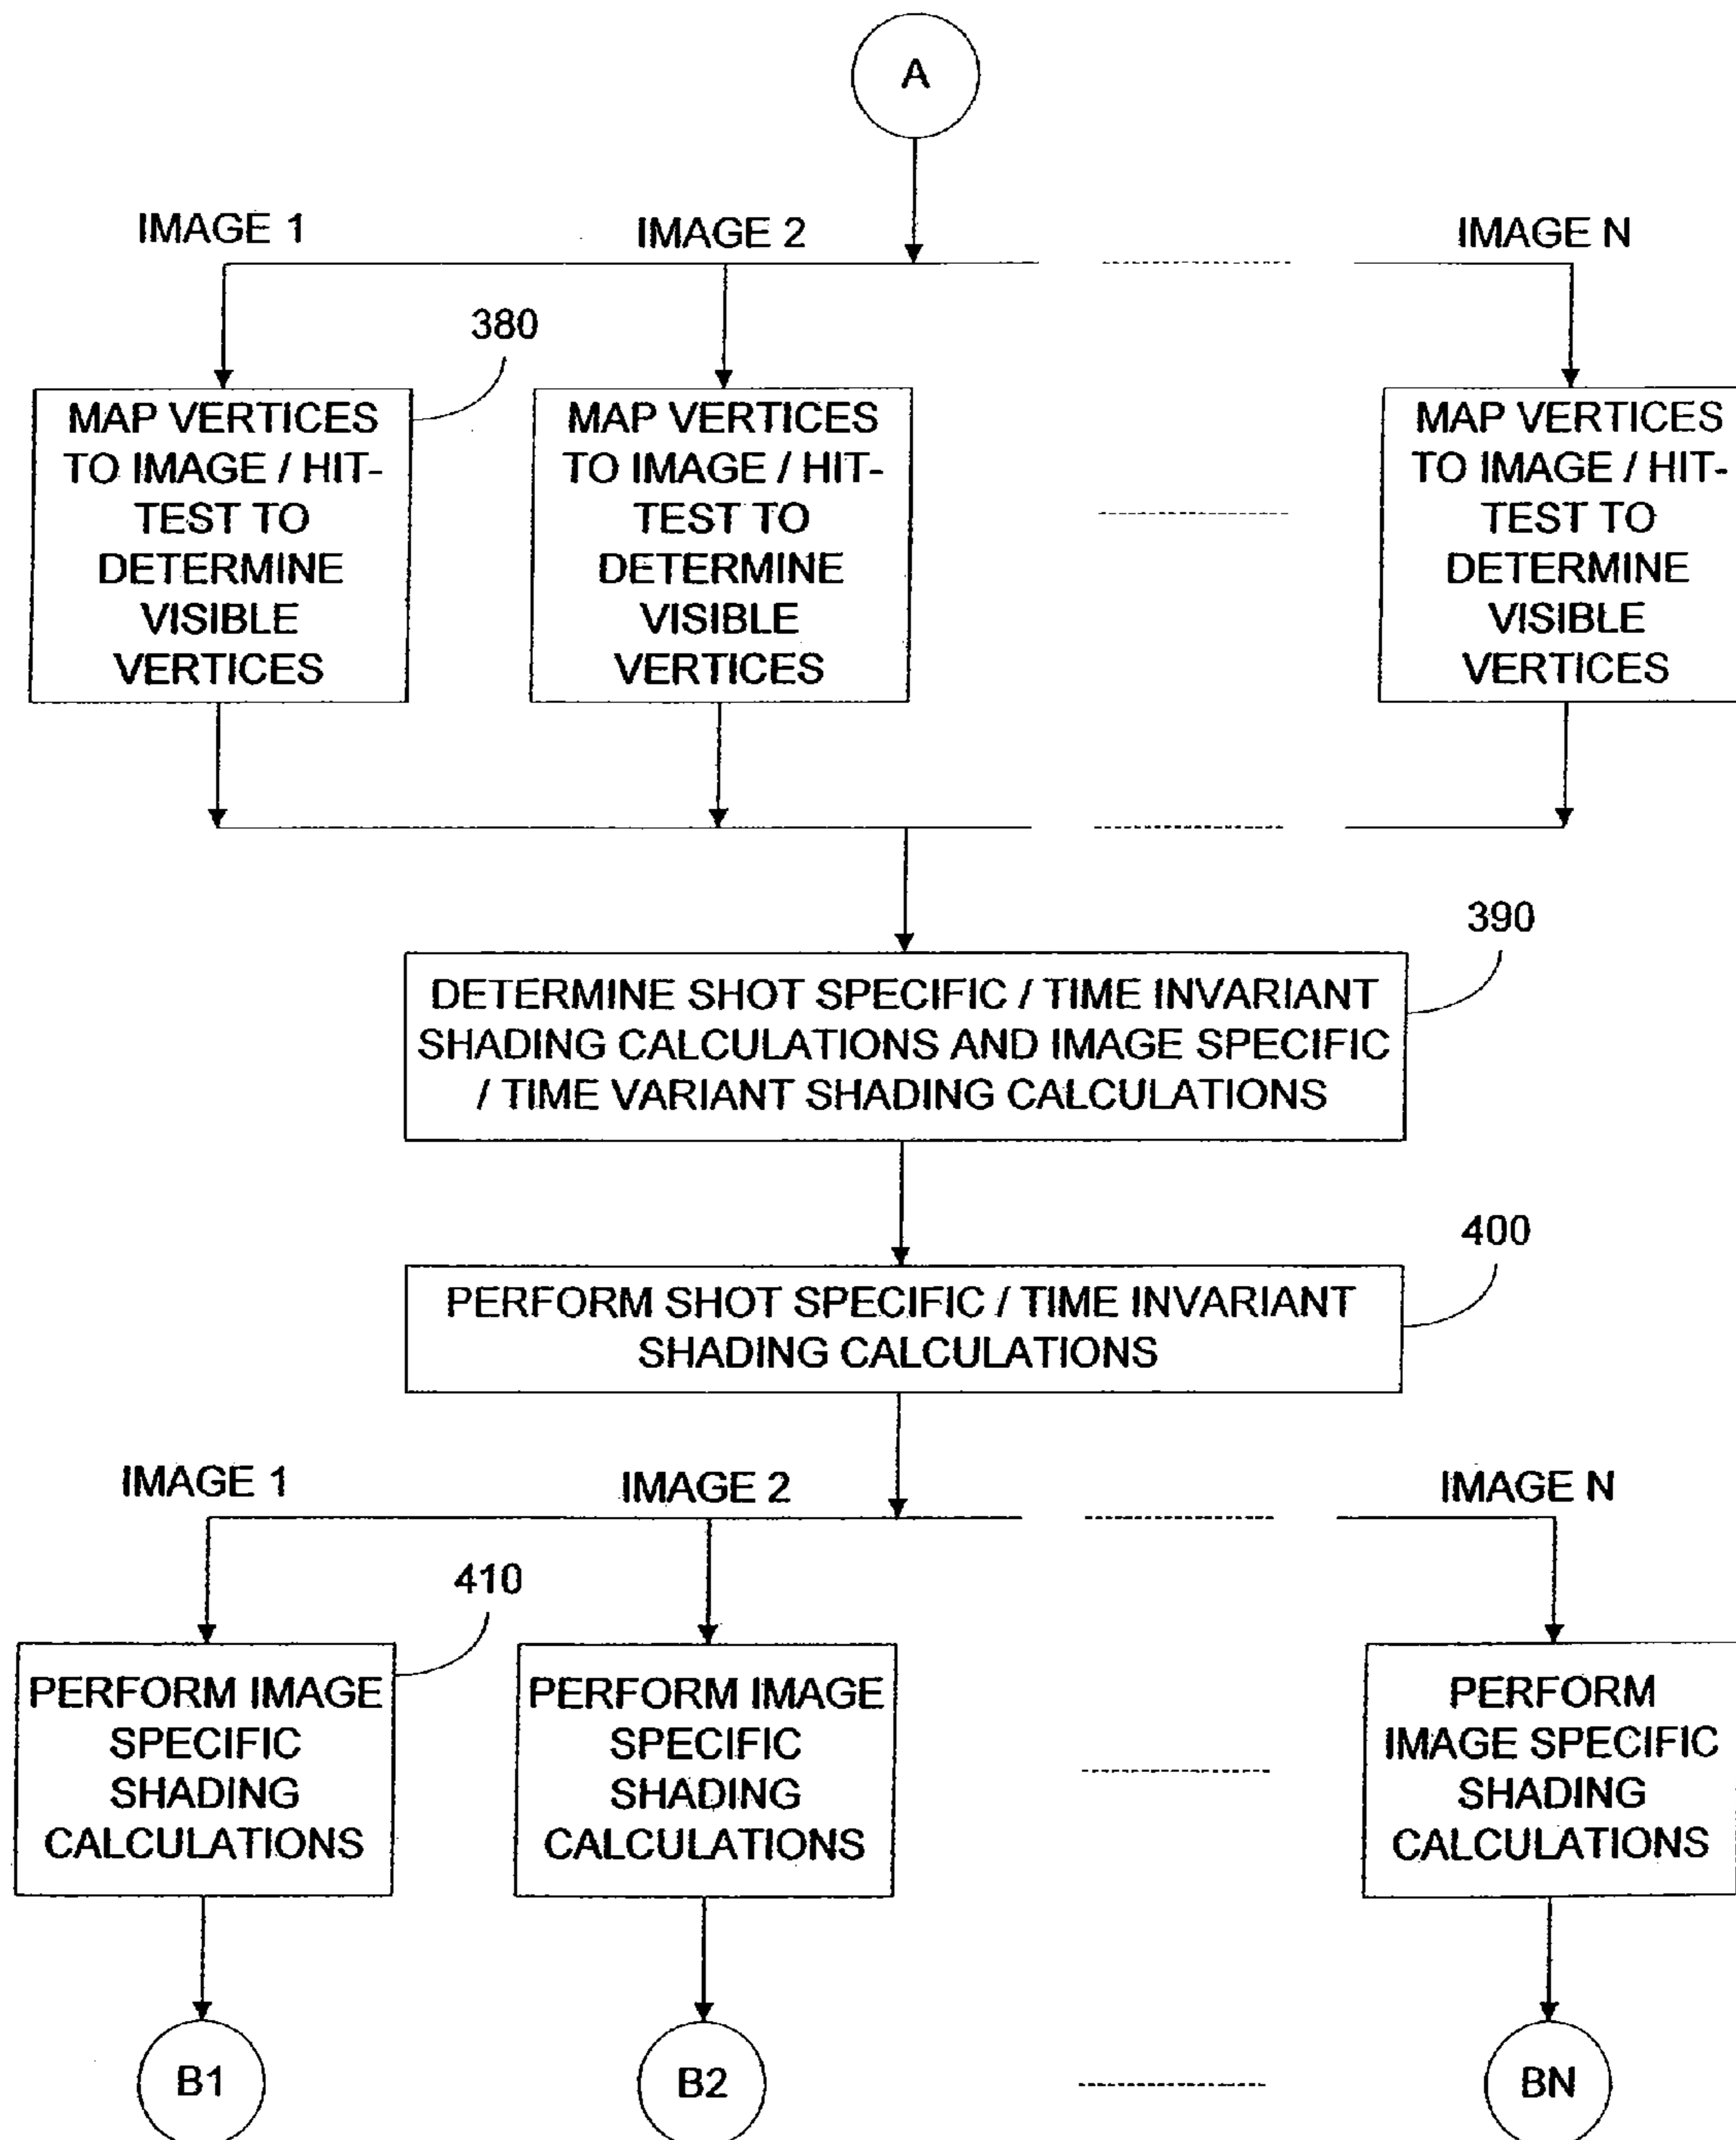 A
IMAGE 1
IMAGE 2
IMAGE N
380
MAP VERTICES
TO IMAGE / HIT-
TEST TO
DETERMINE
VISIBLE
VERTICES
MAP VERTICES
TO IMAGE / HIT-
TEST TO
DETERMINE
VISIBLE
VERTICES
MAP VERTICES
TO IMAGE / HIT-
TEST TO
DETERMINE
VISIBLE
VERTICES
390
DETERMINE SHOT SPECIFIC / TIME INVARIANT
SHADING CALCULATIONS AND IMAGE SPECIFIC
/ TIME VARIANT SHADING CALCULATIONS
400
PERFORM SHOT SPECIFIC / TIME INVARIANT
SHADING CALCULATIONS
IMAGE 1
IMAGE 2
IMAGE N
410
PERFORM IMAGE
SPECIFIC
SHADING
CALCULATIONS
PERFORM IMAGE
SPECIFIC
SHADING
CALCULATIONS
PERFORM
IMAGE SPECIFIC
SHADING
CALCULATIONS
B1
B2
BN